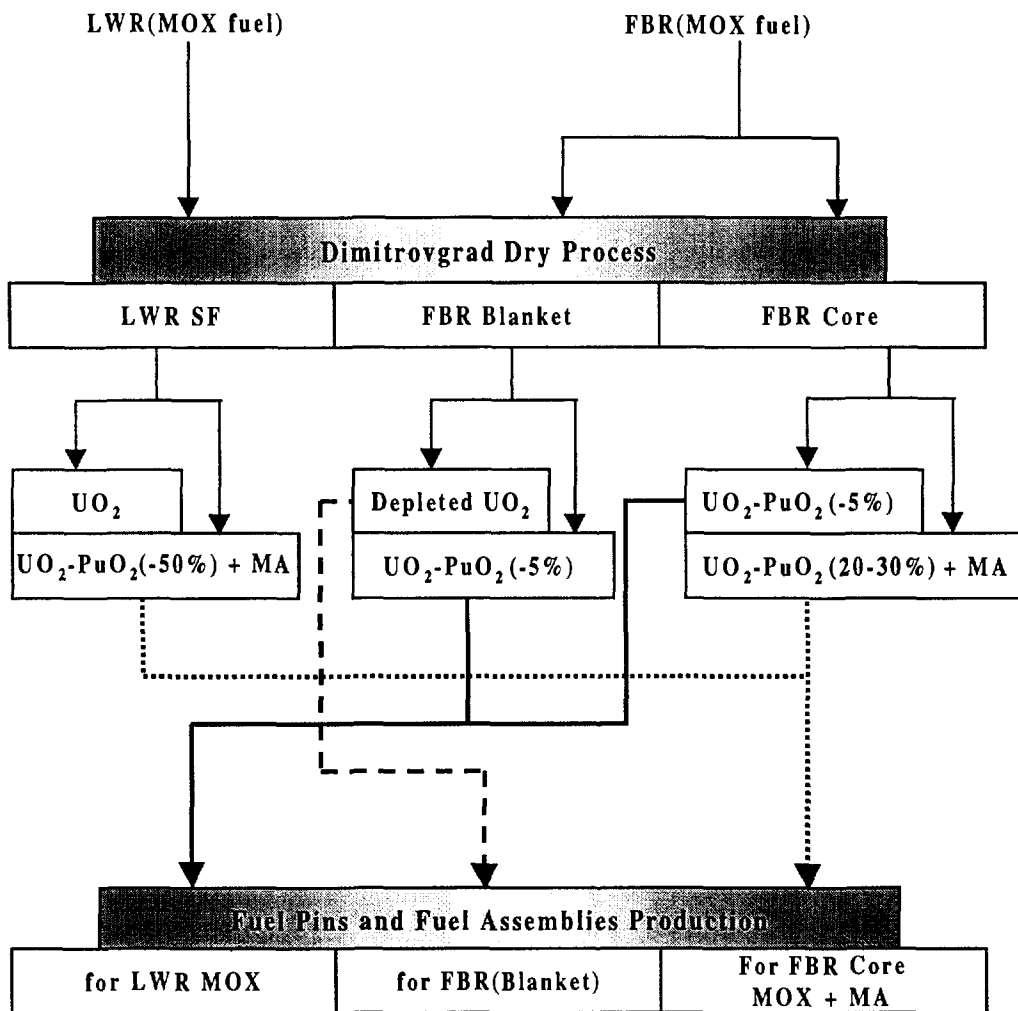 LWR(MOX fuel)
FBR(MOX fuel)
Dimitrovgrad Dry Process
LWR SF
FBR Blanket
FBR Core
UO₂
Depleted UO₂
UO₂-PuO₂(-5%)
UO₂-PuO₂(-50%) + MA
UO₂-PuO₂(-5%)
UO₂-PuO₂(20-30%) + MA
Fuel Pins and Fuel Assemblies Production
for LWR MOX
for FBR(Blanket)
For FBR Core
MOX + MA